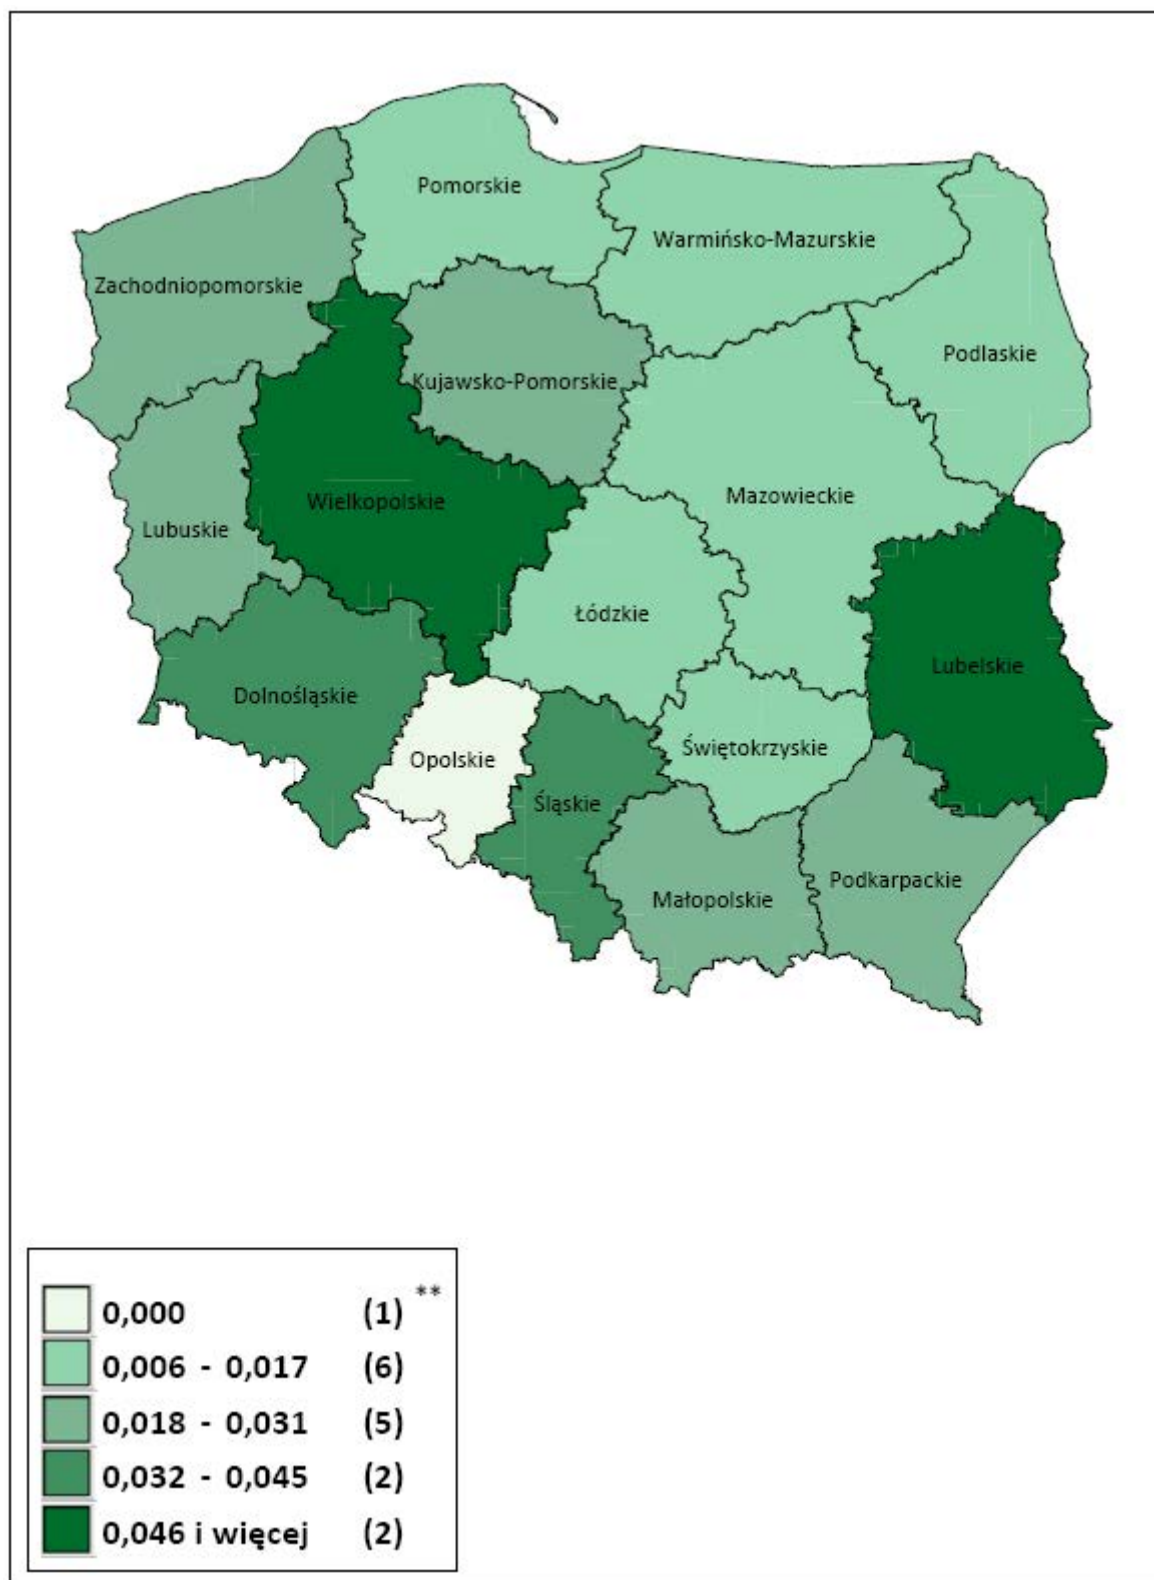 Pomorskie
Warmińsko-Mazurskie
Zachodniopomorskie
Podlaskie
Kujawsko-Pomorskie
Mazowieckie
Wielkopolskie
Lubuskie
Łódzkie
Lubelskie
Dolnośląskie
Świętokrzyskie
Opolskie
Śląskie
Podkarpackie
Małopolskie
0,000 (1) **
0,006 - 0,017 (6)
0,018 - 0,031 (5)
0,032 - 0,045 (2)
0,046 i więcej (2)